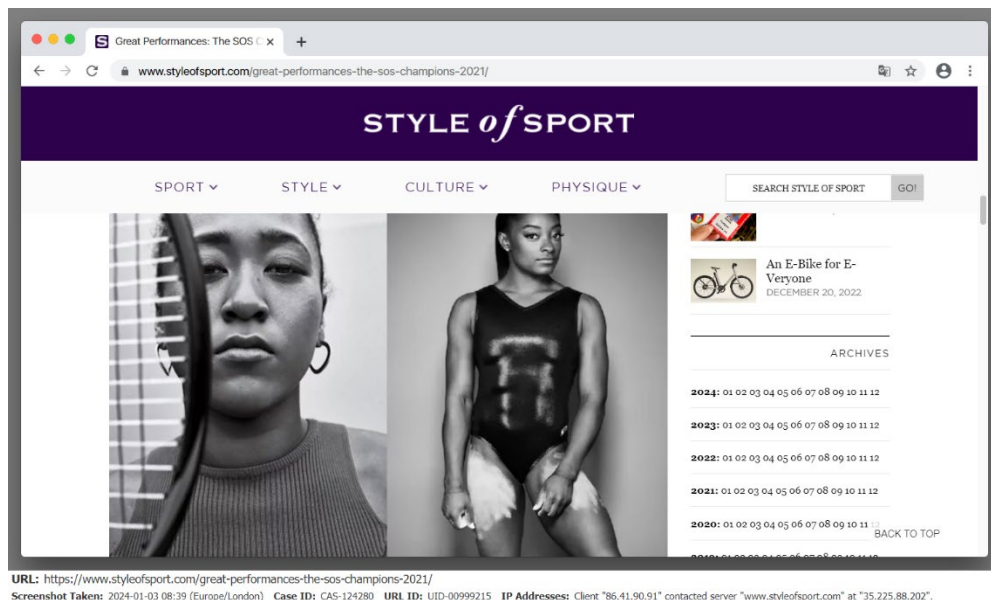 Great Performances: The SOS C
www.styleofsport.com/great-performances-the-sos-champions-2021/
STYLE of SPORT
SPORT
STYLE
CULTURE
PHYSIQUE
SEARCH STYLE OF SPORT
GO!
An E-Bike for E-
Veryone
DECEMBER 20, 2022
ARCHIVES
2024: 01 02 03 04 05 06 07 08 09 10 11 12
2023: 01 02 03 04 05 06 07 08 09 10 11 12
2022: 01 02 03 04 05 06 07 08 09 10 11 12
2021: 01 02 03 04 05 06 07 08 09 10 11 12
2020: 01 02 03 04 05 06 07 08 09 10 11 12
BACK TO TOP
URL: https://www.styleofsport.com/great-performances-the-sos-champions-2021/
Screenshot Taken: 2024-01-03 08:39 (Europe/London) Case ID: CAS-124280 URL ID: UID-00999215 IP Addresses: Client "86.41.90.91" contacted server "www.styleofsport.com" at "35.225.88.202".